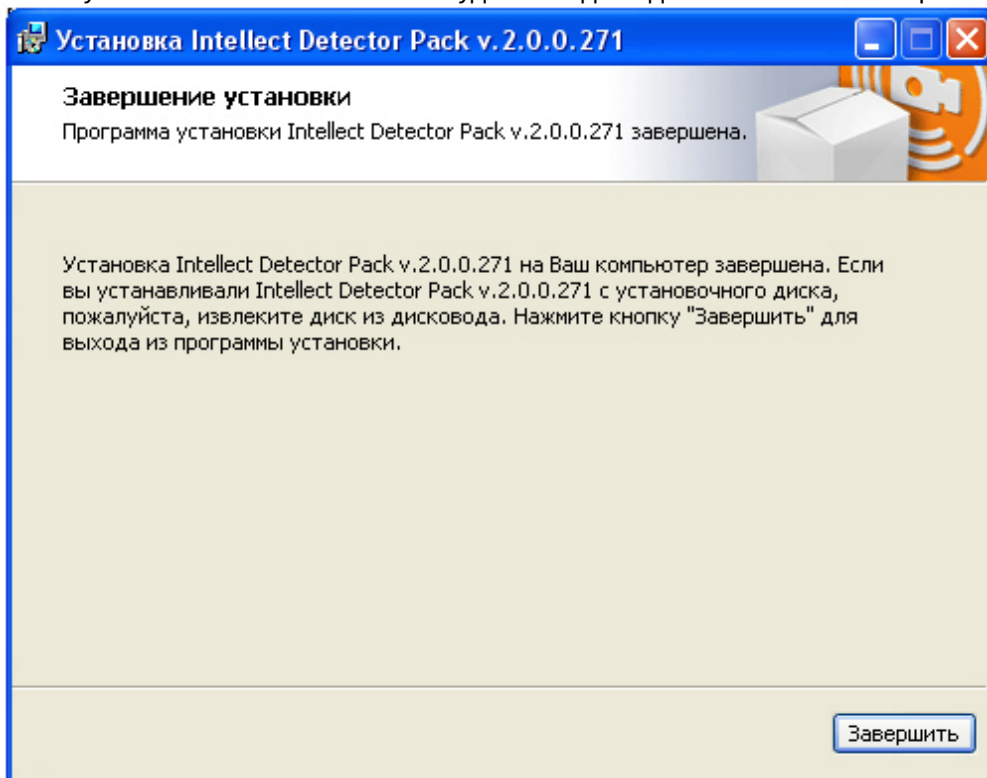 Установка Intellect Detector Pack v.2.0.0.271
Завершение установки
Программа установки Intellect Detector Pack v.2.0.0.271 завершена.
Установка Intellect Detector Pack v.2.0.0.271 на Ваш компьютер завершена. Если
вы устанавливали Intellect Detector Pack v.2.0.0.271 с установочного диска,
пожалуйста, извлеките диск из дисковода. Нажмите кнопку "Завершить" для
выхода из программы установки.
Завершить